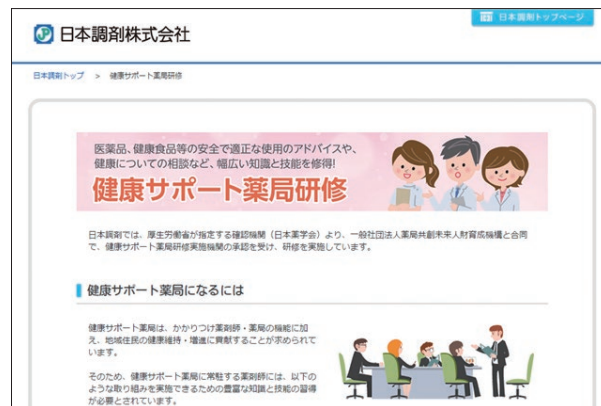 日本調剤トップページ
日本調剤株式会社
日本調剤トップ > 健康サポート薬局研修
医薬品、健康食品等の安全で適正な使用のアドバイスや、
健康についての相談など、幅広い知識と技能を修得!
健康サポート薬局研修
日本調剤では、厚生労働省が指定する確認機関（日本薬学会）より、一般社団法人薬局共創未来人財育成機構と合同
で、健康サポート薬局研修実施機関の承認を受け、研修を実施しています。
健康サポート薬局になるには
健康サポート薬局は、かかりつけ薬剤師・薬局の機能に加
え、地域住民の健康維持・増進に貢献することが求められて
います。
そのため、健康サポート薬局に常駐する薬剤師には、以下の
ような取り組みを実施できるための豊富な知識と技能の習得
が必要とされています。